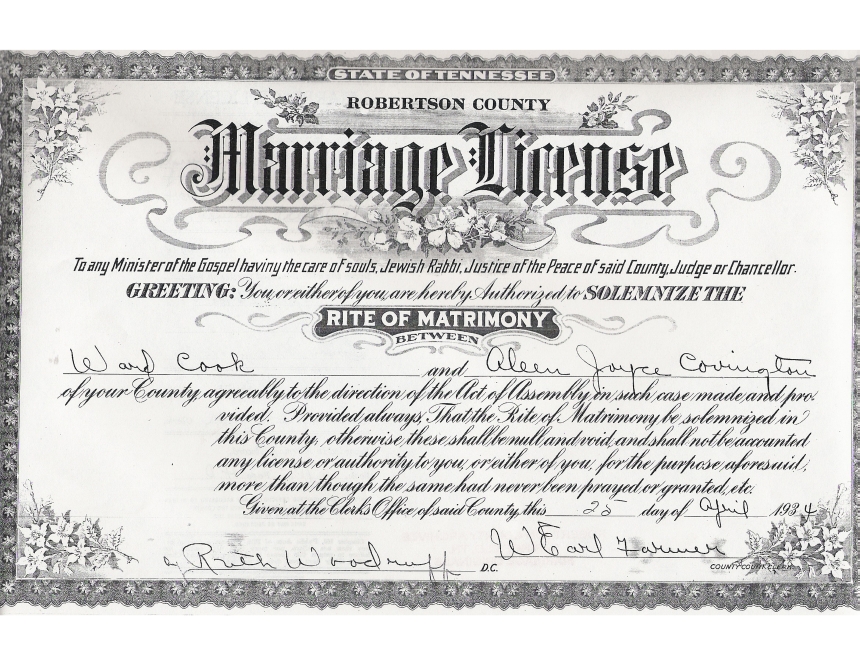 STATE OF TENNESSEE
ROBERTSON COUNTY
Marriage License
To any Minister of the Gospel having the care of souls, Jewish Rabbi, Justice of the Peace of said County, Judge or Chancellor.
GREETING: You, or either of you, are hereby Authorized to SOLEMNIZE THE
RITE OF MATRIMONY
BETWEEN
Ward Cook and Aleen Joyce Covington
of your County, agreeably to the direction of the Act of Assembly in such case made and pro-
vided. Provided always, That the Rite of Matrimony be solemnized in
this County, otherwise these shall be null and void, and shall not be accounted
any license or authority to you, or either of you, for the purpose aforesaid,
more than though the same had never been prayed or granted, etc.
Given at the Clerk's Office of said County, this 25 day of April 1934
By Ruth Woodruff D.C. W Earl Farmer
COUNTY COURT CLERK